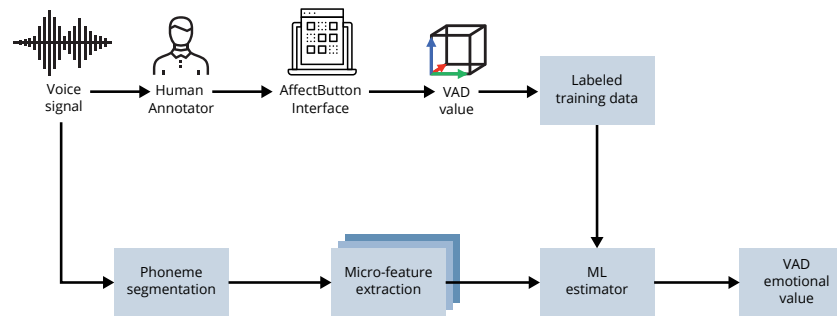 Voice
signal
Human
Annotator
AffectButton
Interface
VAD
value
Labeled
training data
Phoneme
segmentation
Micro-feature
extraction
ML
estimator
VAD
emotional
value